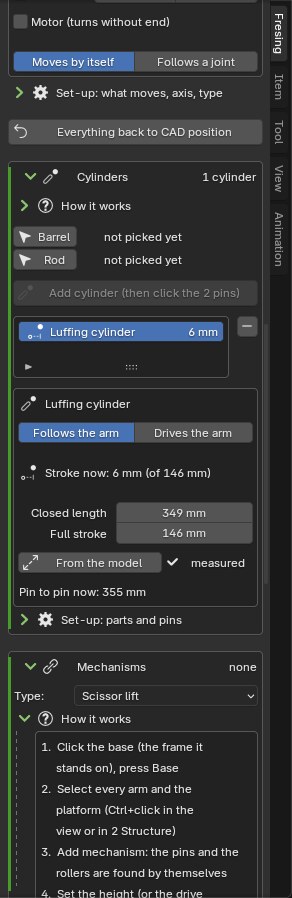 Motor (turns without end)
Moves by itself
Follows a joint
Set-up: what moves, axis, type
Everything back to CAD position
Cylinders
1 cylinder
How it works
Barrel
not picked yet
Rod
not picked yet
Add cylinder (then click the 2 pins)
Luffing cylinder
6 mm
Luffing cylinder
Follows the arm
Drives the arm
Stroke now: 6 mm (of 146 mm)
Closed length
349 mm
Full stroke
146 mm
From the model
measured
Pin to pin now: 355 mm
Set-up: parts and pins
Mechanisms
none
Type:
Scissor lift
How it works
1. Click the base (the frame it
stands on), press Base
2. Select every arm and the
platform (Ctrl+click in the
view or in 2 Structure)
3. Add mechanism: the pins and the
rollers are found by themselves
4. Set the height (or the drive
Fresing
Item
Tool
View
Animation